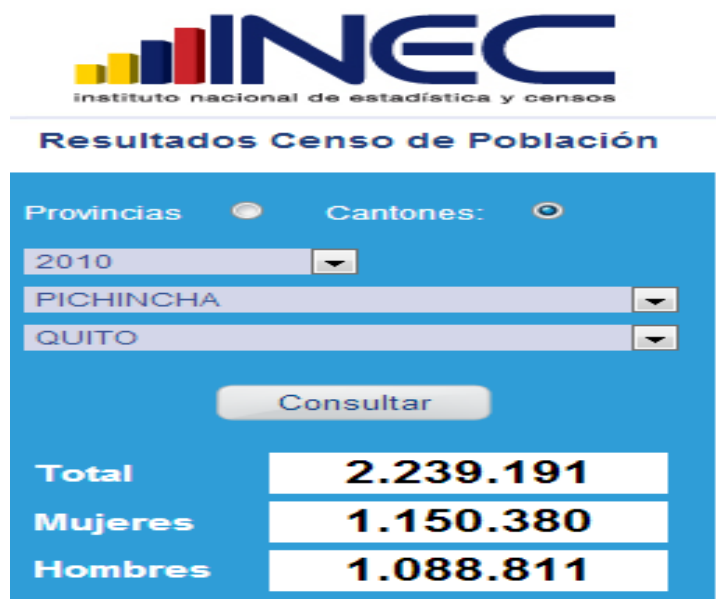 INEC
instituto nacional de estadística y censos
Resultados Censo de Población
Provincias Cantones:
2010
PICHINCHA
QUITO
Consultar
Total 2.239.191
Mujeres 1.150.380
Hombres 1.088.811